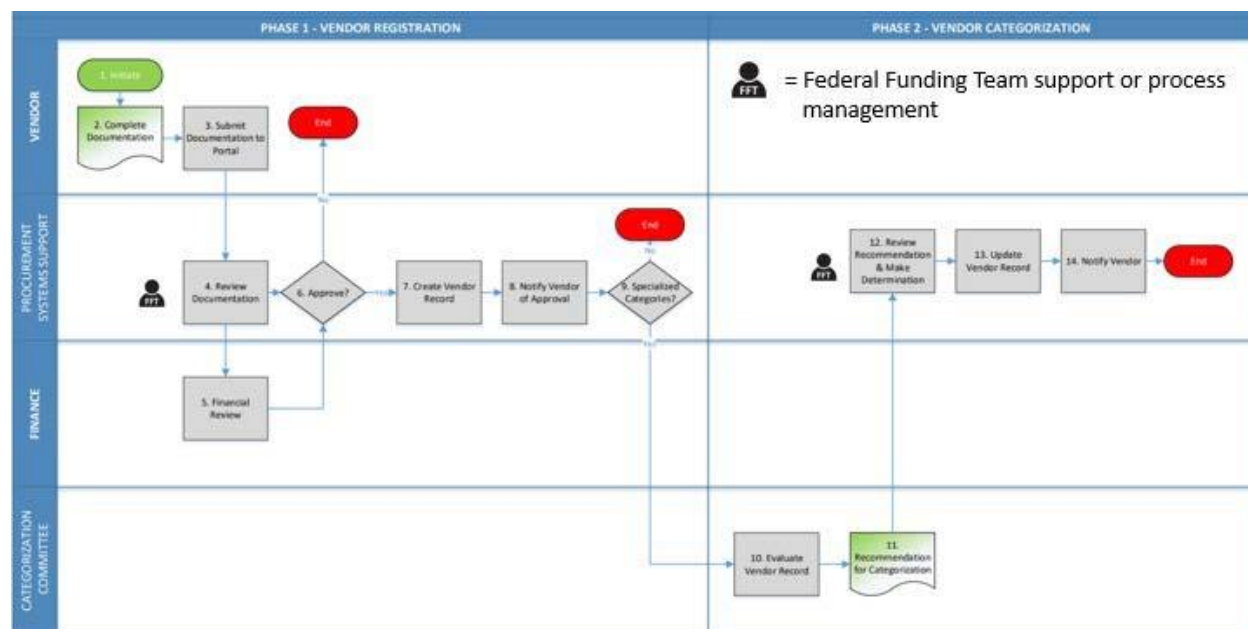 PHASE 1 - VENDOR REGISTRATION
PHASE 2 - VENDOR CATEGORIZATION
VENDOR
1. Initiate
2. Complete
Documentation
3. Submit
Documentation to
Portal
End
No
FFT
= Federal Funding Team support or process
management
PROCUREMENT
SYSTEMS SUPPORT
FFT
4. Review
Documentation
6. Approve?
Yes
7. Create Vendor
Record
8. Notify Vendor
of Approval
9. Specialized
Categories?
End
No
Yes
FFT
12. Review
Recommendation
& Make
Determination
13. Update
Vendor Record
14. Notify Vendor
End
FINANCE
5. Financial
Review
CATEGORIZATION
COMMITTEE
10. Evaluate
Vendor Record
11.
Recommendation
for Categorization